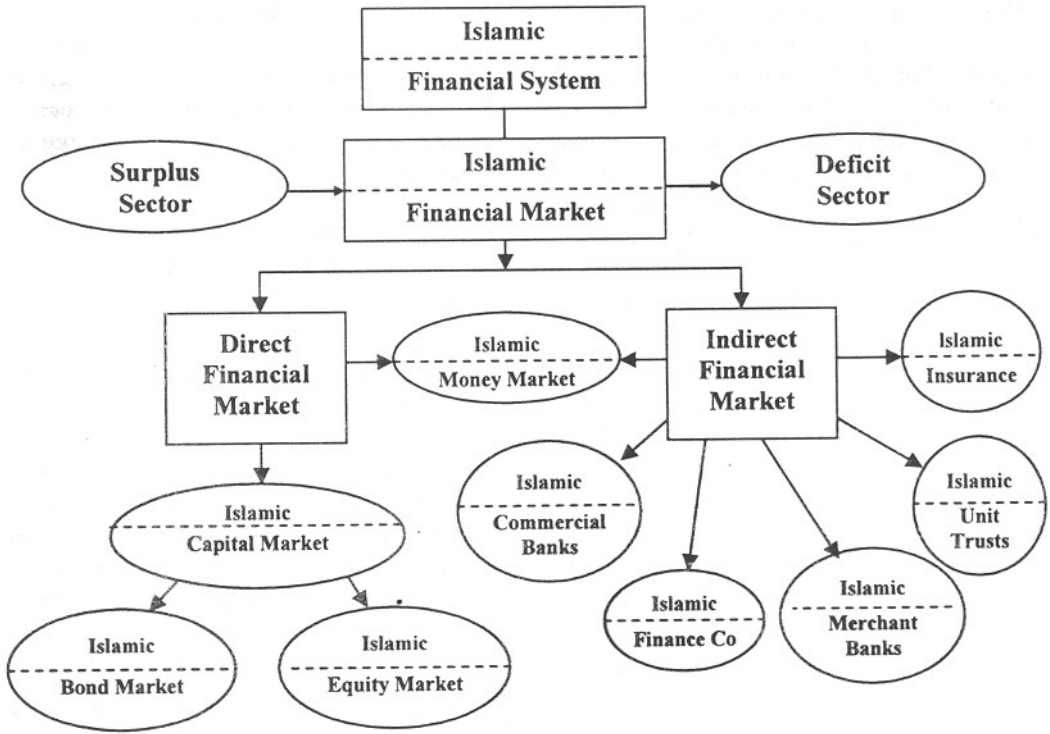 Islamic
Financial System
Surplus
Sector
Islamic
Financial Market
Deficit
Sector
Direct
Financial
Market
Islamic
Money Market
Indirect
Financial
Market
Islamic
Insurance
Islamic
Capital Market
Islamic
Commercial
Banks
Islamic
Unit
Trusts
Islamic
Bond Market
Islamic
Equity Market
Islamic
Finance Co
Islamic
Merchant
Banks